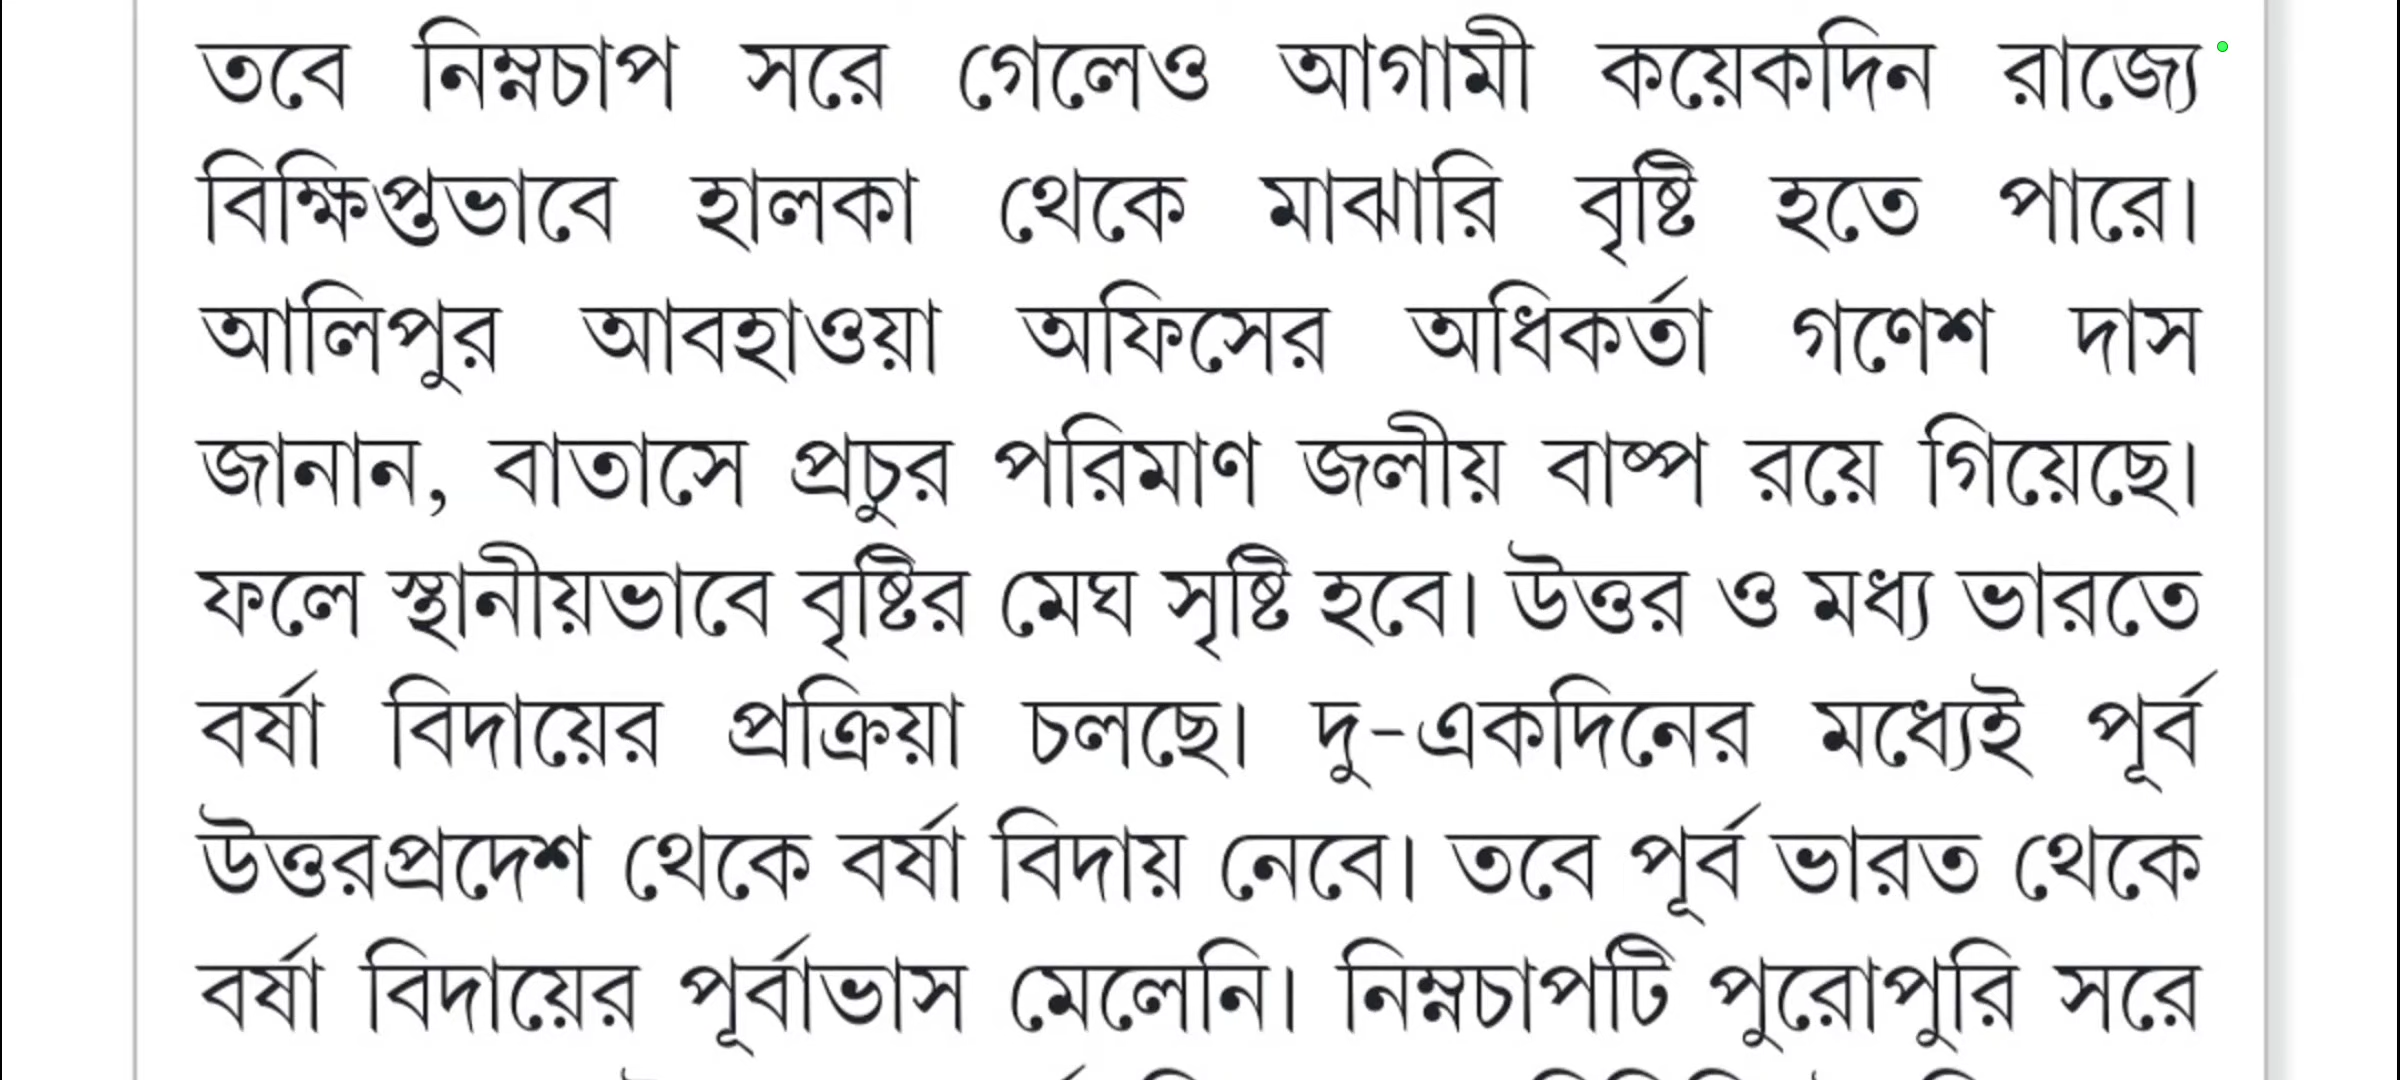 তবে নিম্নচাপ সরে গেলেও আগামী কয়েকদিন রাজ্যে
বিক্ষিপ্তভাবে হালকা থেকে মাঝারি বৃষ্টি হতে পারে।
আলিপুর আবহাওয়া অফিসের অধিকর্তা গণেশ দাস
জানান, বাতাসে প্রচুর পরিমাণ জলীয় বাষ্প রয়ে গিয়েছে।
ফলে স্থানীয়ভাবে বৃষ্টির মেঘ সৃষ্টি হবে। উত্তর ও মধ্য ভারতে
বর্ষা বিদায়ের প্রক্রিয়া চলছে। দু-একদিনের মধ্যেই পূর্ব
উত্তরপ্রদেশ থেকে বর্ষা বিদায় নেবে। তবে পূর্ব ভারত থেকে
বর্ষা বিদায়ের পূর্বাভাস মেলেনি। নিম্নচাপটি পুরোপুরি সরে